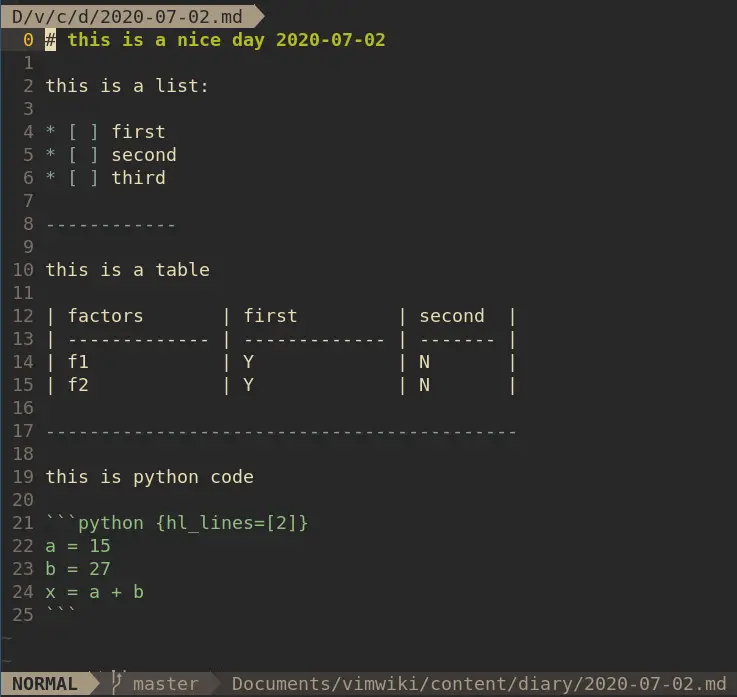 D/v/c/d/2020-07-02.md
0 # this is a nice day 2020-07-02
1
2 this is a list:
3
4 * [ ] first
5 * [ ] second
6 * [ ] third
7
8 ------------
9
10 this is a table
11
12 | factors       | first         | second  |
13 | ------------- | ------------- | ------- |
14 | f1            | Y             | N       |
15 | f2            | Y             | N       |
16
17 -------------------------------------------
18
19 this is python code
20
21 ```python {hl_lines=[2]}
22 a = 15
23 b = 27
24 x = a + b
25 ```
~
~
NORMAL master Documents/vimwiki/content/diary/2020-07-02.md